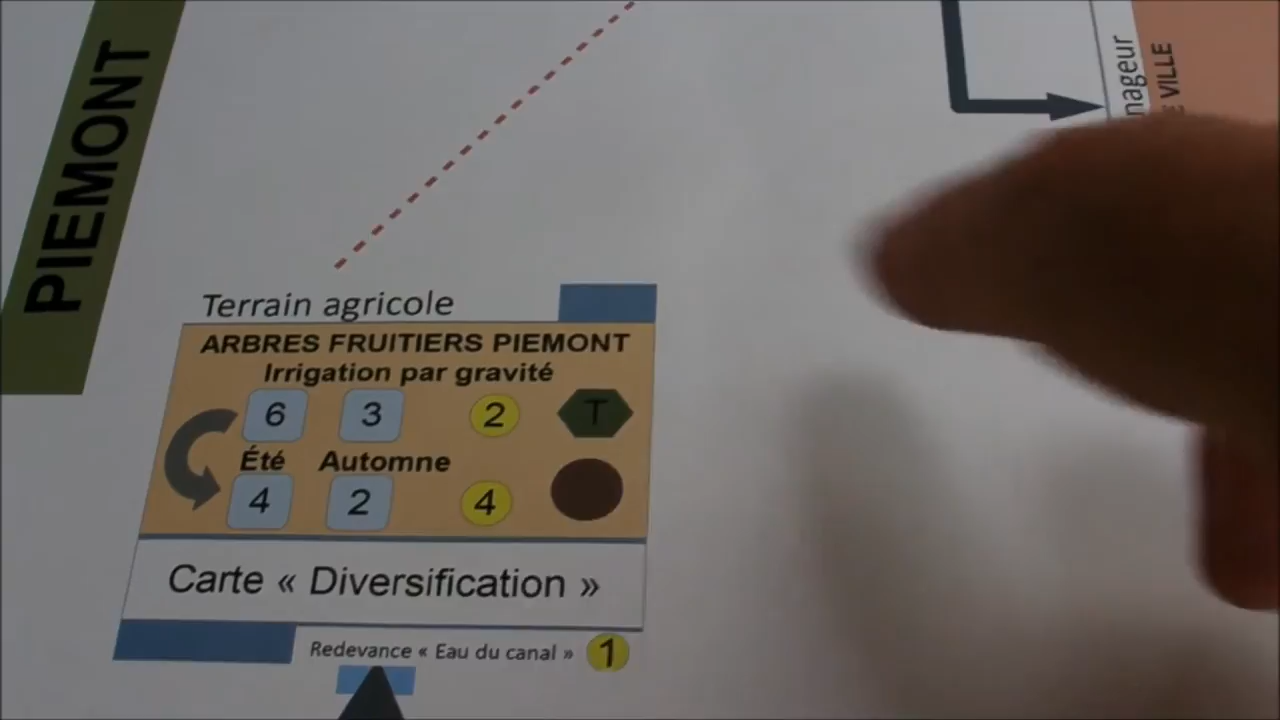 PIEMONT
nageur
VILLE
Terrain agricole
ARBRES FRUITIERS PIEMONT
Irrigation par gravité
6 3 2 T
Été Automne
4 2 4
Carte « Diversification »
Redevance « Eau du canal » 1